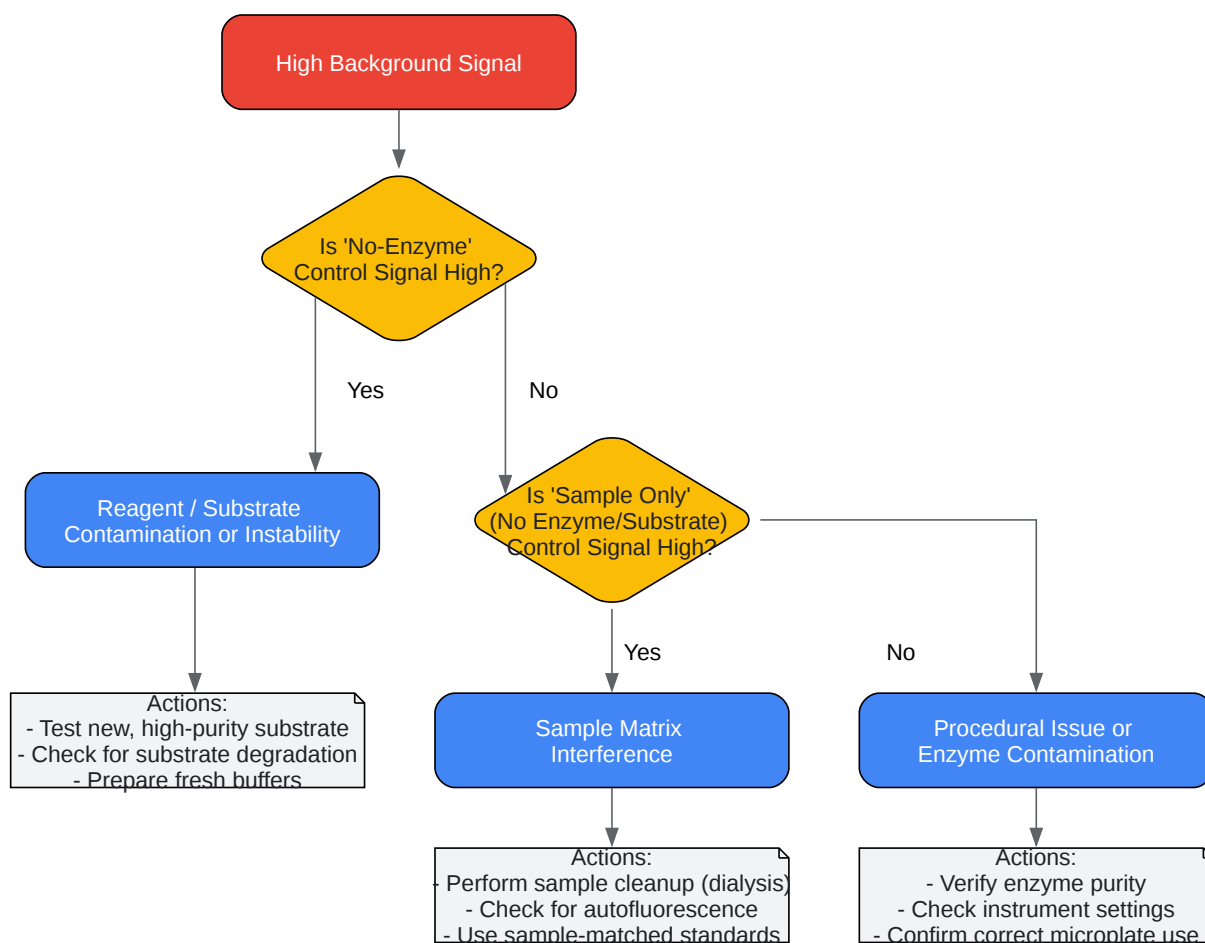 High Background Signal
Is 'No-Enzyme'
Control Signal High?
Yes
No
Reagent / Substrate
Contamination or Instability
Is 'Sample Only'
(No Enzyme/Substrate)
Control Signal High?
Yes
No
Actions:
- Test new, high-purity substrate
- Check for substrate degradation
- Prepare fresh buffers
Sample Matrix
Interference
Procedural Issue or
Enzyme Contamination
Actions:
- Perform sample cleanup (dialysis)
- Check for autofluorescence
- Use sample-matched standards
Actions:
- Verify enzyme purity
- Check instrument settings
- Confirm correct microplate use